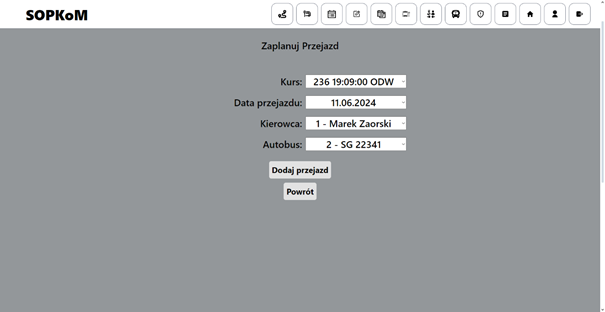 SOPKoM
Zaplanuj Przejazd
Kurs: 236 19:09:00 ODW
Data przejazdu: 11.06.2024
Kierowca: 1 - Marek Zaorski
Autobus: 2 - SG 22341
Dodaj przejazd
Powrót